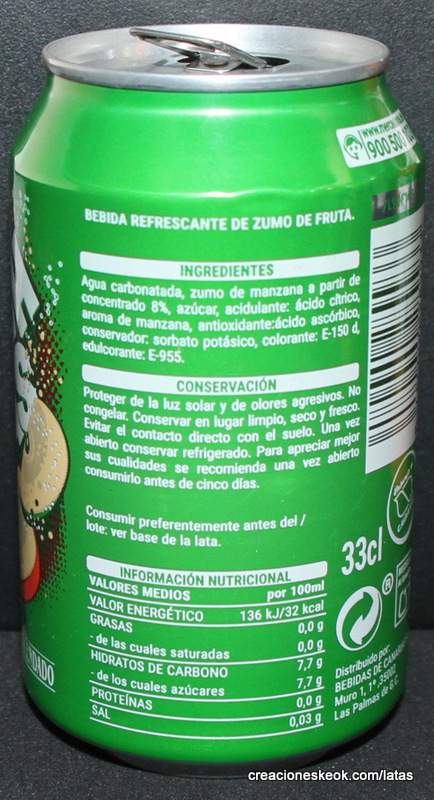 BEBIDA REFRESCANTE DE ZUMO DE FRUTA.
INGREDIENTES
Agua carbonatada, zumo de manzana a partir de
concentrado 8%, azúcar, acidulante: ácido cítrico,
aroma de manzana, antioxidante:ácido ascórbico,
conservador: sorbato potásico, colorante: E-150 d,
edulcorante: E-955.
CONSERVACIÓN
Proteger de la luz solar y de olores agresivos. No
congelar. Conservar en lugar limpio, seco y fresco.
Evitar el contacto directo con el suelo. Una vez
abierto conservar refrigerado. Para apreciar mejor
sus cualidades se recomienda una vez abierto
consumirlo antes de cinco días.
Consumir preferentemente antes del /
lote: ver base de la lata.
33cl
INFORMACIÓN NUTRICIONAL
VALORES MEDIOS por 100ml
VALOR ENERGÉTICO 136 kJ/32 kcal
GRASAS 0,0 g
- de las cuales saturadas 0,0 g
HIDRATOS DE CARBONO 7,7 g
- de los cuales azúcares 7,7 g
PROTEÍNAS 0,0 g
SAL 0,03 g
®
Distribuido por:
BEBIDAS DE
Muro 1, 1º
Las Palmas de G.C.
creacioneskeok.com/latas